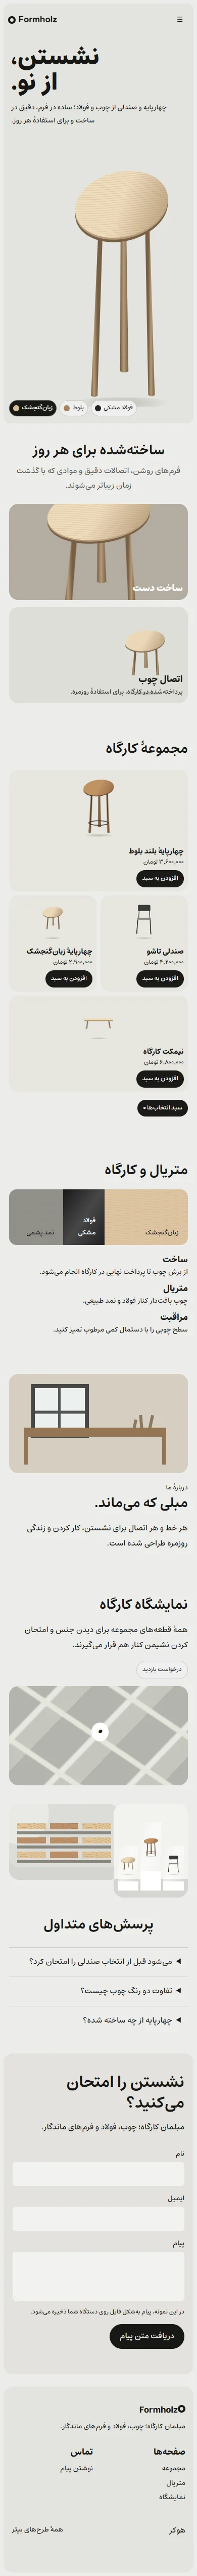 Formholz
نشستن،
از نو.
چهارپایه و صندلی از چوب و فولاد؛ ساده در فرم، دقیق در
ساخت و برای استفادهٔ هر روز.
زبان‌گنجشک
بلوط
فولاد مشکی
ساخته‌شده برای هر روز
فرم‌های روشن، اتصالات دقیق و موادی که با گذشت
زمان زیباتر می‌شوند.
ساخت دست
اتصال چوب
پرداخته‌شده در کارگاه، برای استفادهٔ روزمره.
مجموعهٔ کارگاه
چهارپایهٔ بلند بلوط
۳,۶۰۰,۰۰۰ تومان
افزودن به سبد
صندلی تاشو
۴,۲۰۰,۰۰۰ تومان
افزودن به سبد
چهارپایهٔ زبان‌گنجشک
۲,۹۰۰,۰۰۰ تومان
افزودن به سبد
نیمکت کارگاه
۶,۸۰۰,۰۰۰ تومان
افزودن به سبد
سبد انتخاب‌ها
متریال و کارگاه
زبان‌گنجشک
فولاد
مشکی
نمد پشمی
ساخت
از برش چوب تا پرداخت نهایی در کارگاه انجام می‌شود.
متریال
چوب بافت‌دار کنار فولاد و نمد طبیعی.
مراقبت
سطح چوبی را با دستمال کمی مرطوب تمیز کنید.
دربارهٔ ما
مبلی که می‌ماند.
هر خط و هر اتصال برای نشستن، کار کردن و زندگی
روزمره طراحی شده است.
نمایشگاه کارگاه
همهٔ قطعه‌های مجموعه برای دیدن جنس و امتحان
کردن نشیمن کنار هم قرار می‌گیرند.
درخواست بازدید
پرسش‌های متداول
می‌شود قبل از انتخاب صندلی را امتحان کرد؟
تفاوت دو رنگ چوب چیست؟
چهارپایه از چه ساخته شده؟
نشستن را امتحان
می‌کنید؟
مبلمان کارگاه؛ چوب، فولاد و فرم‌های ماندگار.
نام
ایمیل
پیام
در این نمونه، پیام به‌شکل فایل روی دستگاه شما ذخیره می‌شود.
دریافت متن پیام
Formholz
مبلمان کارگاه؛ چوب، فولاد و فرم‌های ماندگار.
صفحه‌ها
مجموعه
متریال
نمایشگاه
تماس
نوشتن پیام
هوکر
همهٔ طرح‌های بیتر